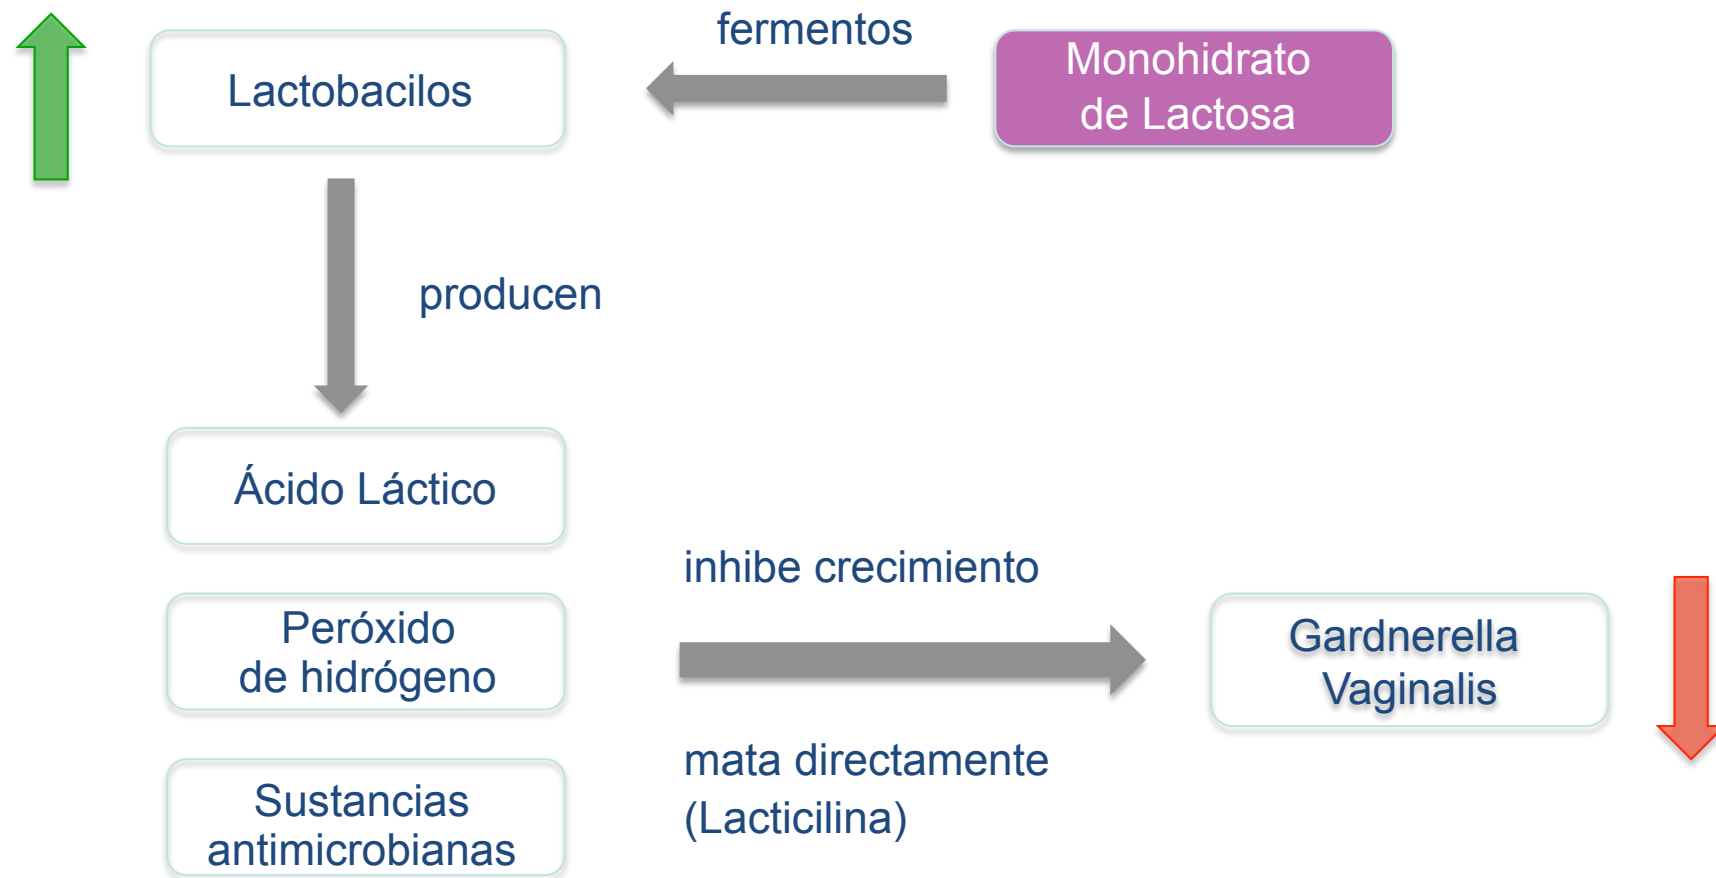 fermentos
Lactobacilos
Monohidrato
de Lactosa
producen
Ácido Láctico
Peróxido
de hidrógeno
Sustancias
antimicrobianas
inhibe crecimiento
mata directamente
(Lacticilina)
Gardnerella
Vaginalis